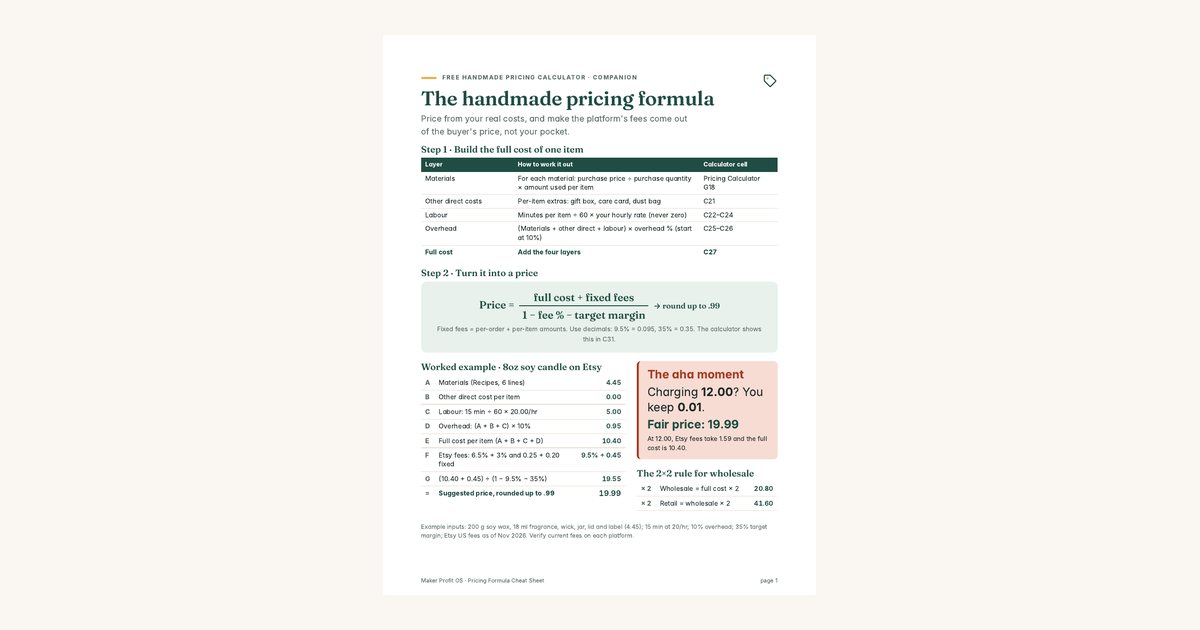 FREE HANDMADE PRICING CALCULATOR · COMPANION
The handmade pricing formula
Price from your real costs, and make the platform's fees come out
of the buyer's price, not your pocket.
Step 1 · Build the full cost of one item
Layer How to work it out Calculator cell
Materials For each material: purchase price ÷ purchase quantity Pricing Calculator
× amount used per item G18
Other direct costs Per-item extras: gift box, care card, dust bag C21
Labour Minutes per item ÷ 60 × your hourly rate (never zero) C22–C24
Overhead (Materials + other direct + labour) × overhead % (start C25–C26
at 10%)
Full cost Add the four layers C27
Step 2 · Turn it into a price
full cost + fixed fees
Price = → round up to .99
1 − fee % − target margin
Fixed fees = per-order + per-item amounts. Use decimals: 9.5% = 0.095, 35% = 0.35. The calculator shows
this in C31.
Worked example · 8oz soy candle on Etsy
A Materials (Recipes, 6 lines) 4.45
B Other direct cost per item 0.00
C Labour: 15 min ÷ 60 × 20.00/hr 5.00
D Overhead: (A + B + C) × 10% 0.95
E Full cost per item (A + B + C + D) 10.40
F Etsy fees: 6.5% + 3% and 0.25 + 0.20 9.5% + 0.45
fixed
G (10.40 + 0.45) ÷ (1 − 9.5% − 35%) 19.55
= Suggested price, rounded up to .99 19.99
The aha moment
Charging 12.00? You
keep 0.01.
Fair price: 19.99
At 12.00, Etsy fees take 1.59 and the full
cost is 10.40.
The 2×2 rule for wholesale
× 2 Wholesale = full cost × 2 20.80
× 2 Retail = wholesale × 2 41.60
Example inputs: 200 g soy wax, 18 ml fragrance, wick, jar, lid and label (4.45); 15 min at 20/hr; 10% overhead; 35% target
margin; Etsy US fees as of Nov 2026. Verify current fees on each platform.
Maker Profit OS · Pricing Formula Cheat Sheet page 1